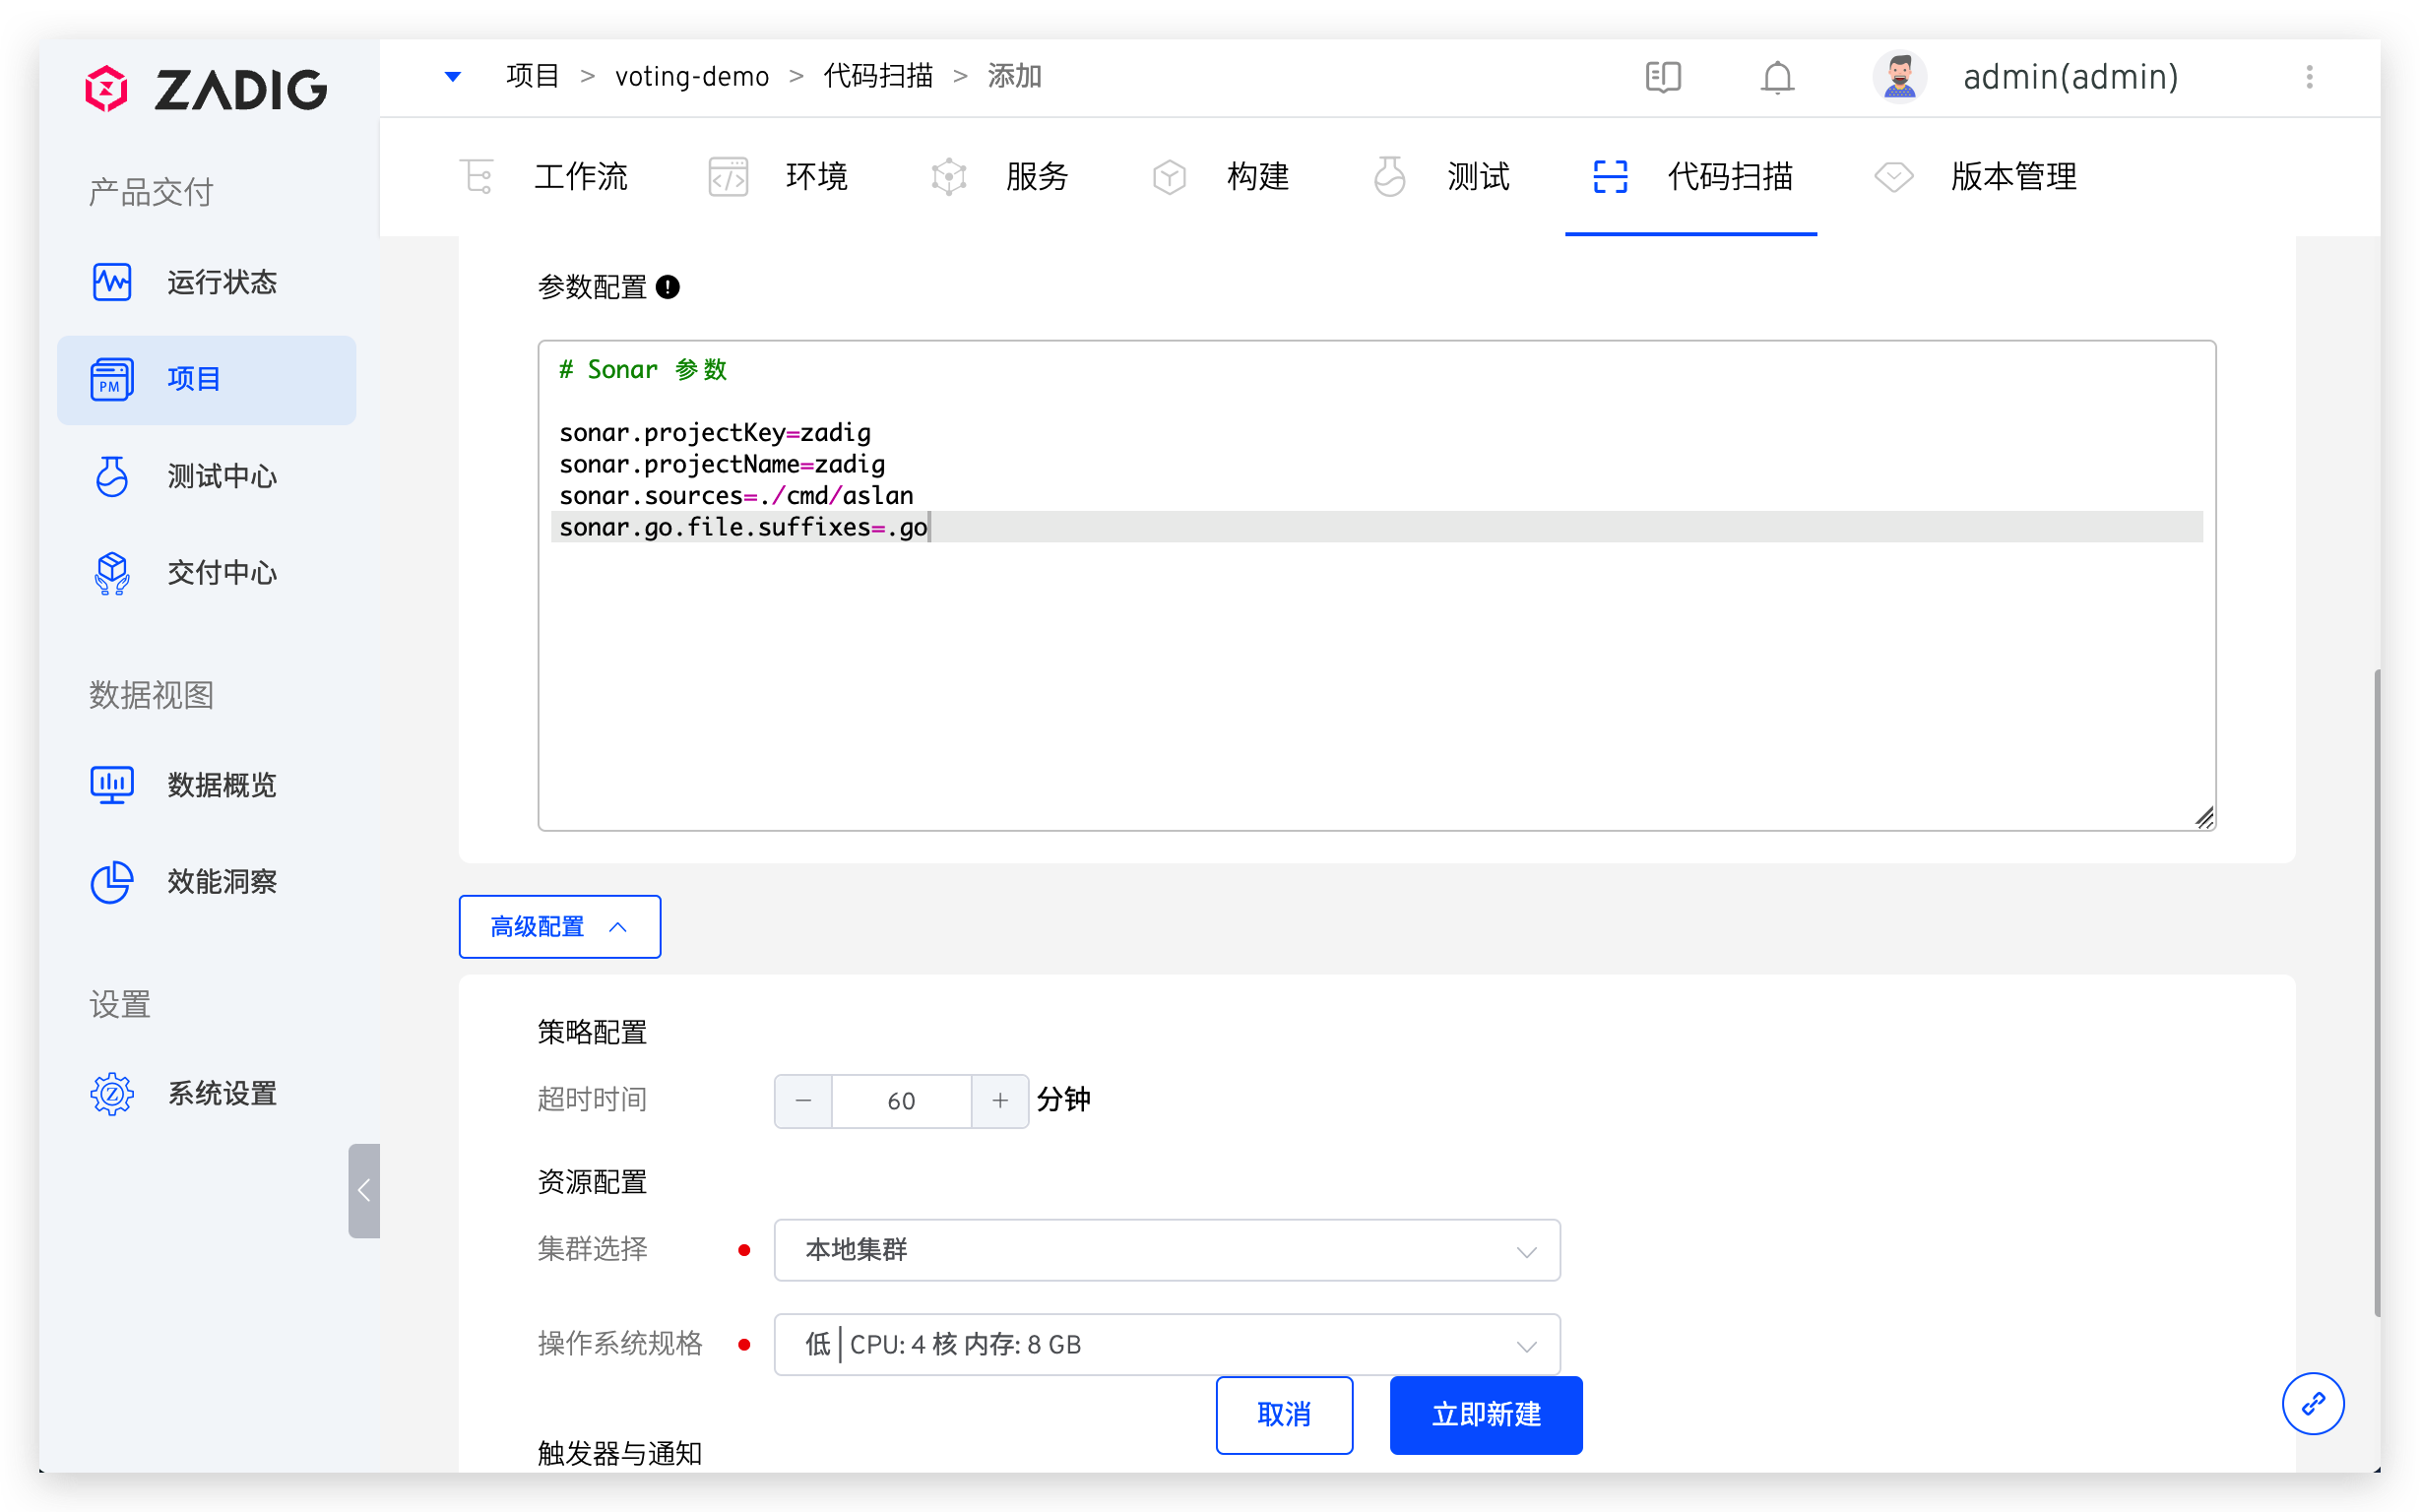 ZADIG
项目 > voting-demo > 代码扫描 > 添加
admin(admin)
产品交付
运行状态
PM
项目
测试中心
交付中心
数据视图
数据概览
效能洞察
设置
Z
系统设置
工作流
环境
服务
构建
测试
代码扫描
版本管理
参数配置
# Sonar 参数
sonar.projectKey=zadig
sonar.projectName=zadig
sonar.sources=./cmd/aslan
sonar.go.file.suffixes=.go
高级配置
策略配置
超时时间
− 60 + 分钟
资源配置
集群选择
本地集群
操作系统规格
低 | CPU: 4 核 内存: 8 GB
取消
立即新建
触发器与通知